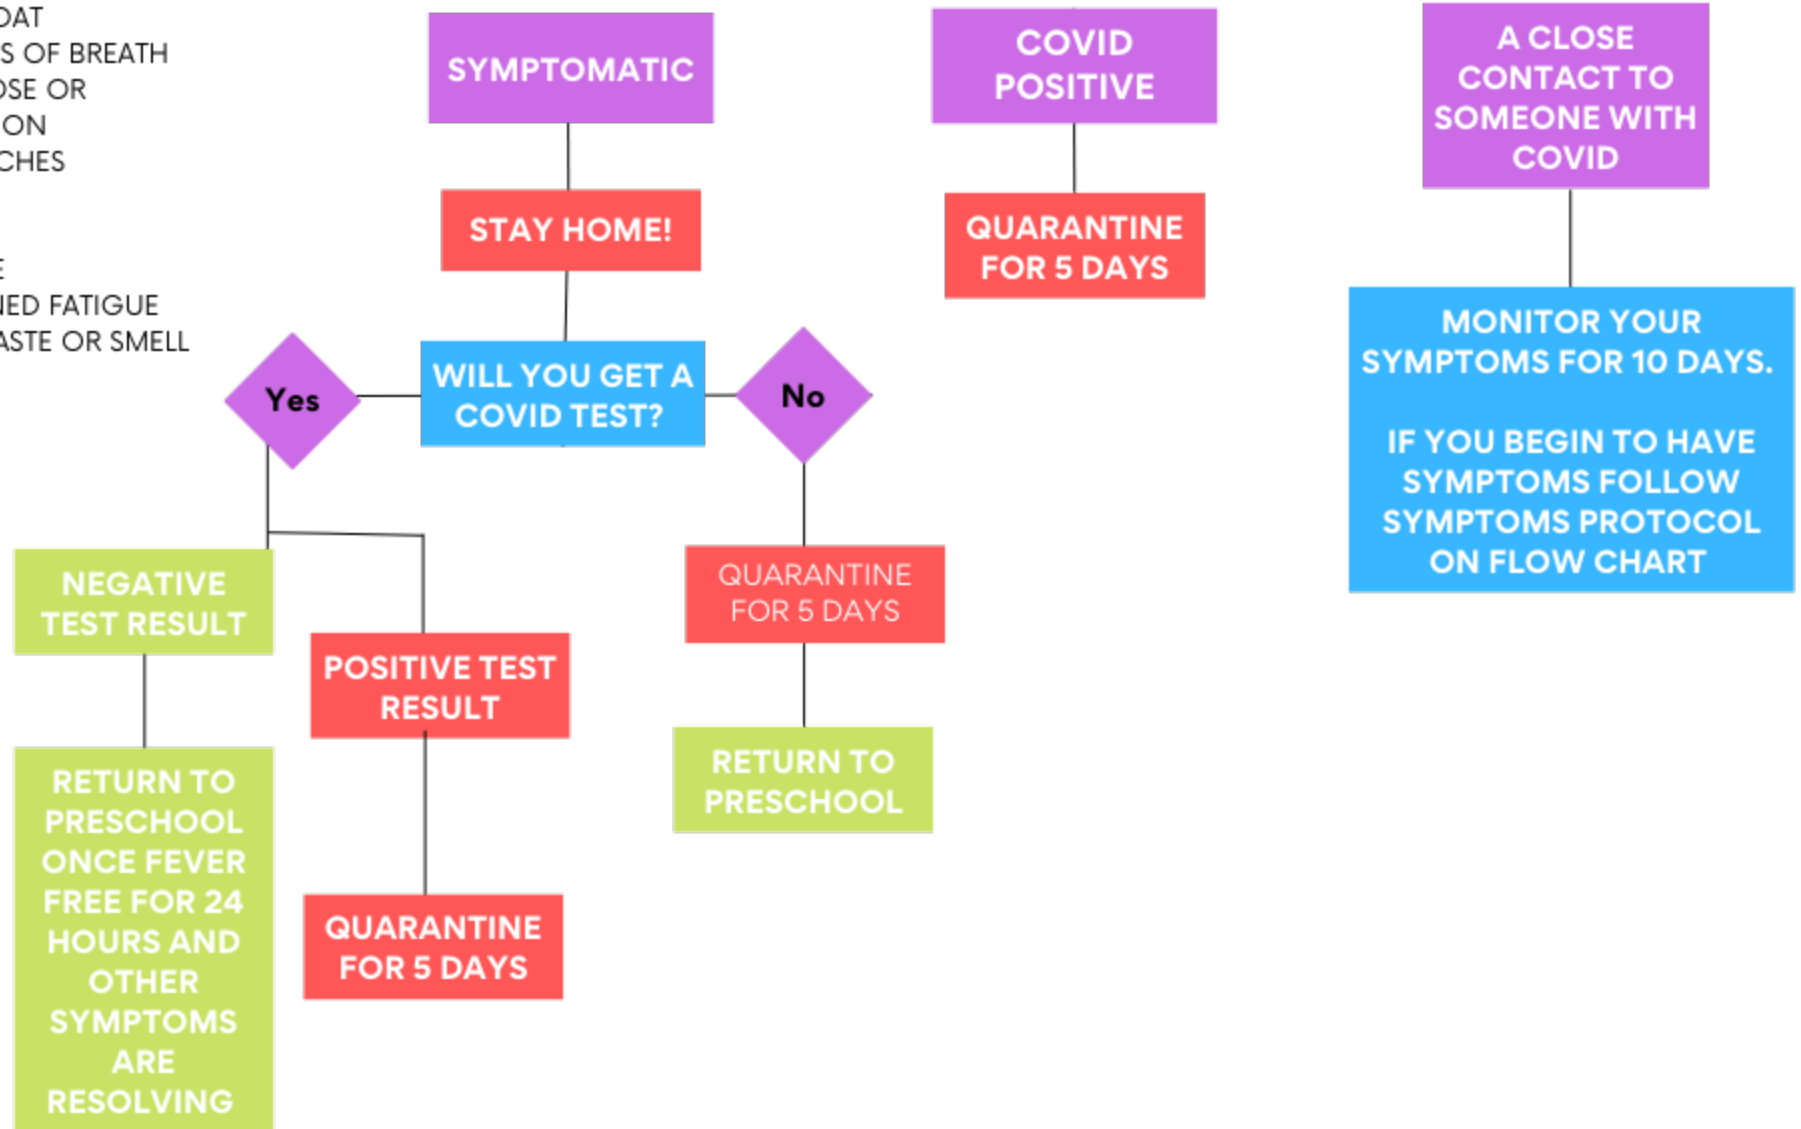 OAT
S OF BREATH
OSE OR
ON
CHES
E
NED FATIGUE
ASTE OR SMELL
SYMPTOMATIC
STAY HOME!
WILL YOU GET A
COVID TEST?
Yes
No
NEGATIVE
TEST RESULT
RETURN TO
PRESCHOOL
ONCE FEVER
FREE FOR 24
HOURS AND
OTHER
SYMPTOMS
ARE
RESOLVING
POSITIVE TEST
RESULT
QUARANTINE
FOR 5 DAYS
QUARANTINE
FOR 5 DAYS
RETURN TO
PRESCHOOL
COVID
POSITIVE
QUARANTINE
FOR 5 DAYS
A CLOSE
CONTACT TO
SOMEONE WITH
COVID
MONITOR YOUR
SYMPTOMS FOR 10 DAYS.
IF YOU BEGIN TO HAVE
SYMPTOMS FOLLOW
SYMPTOMS PROTOCOL
ON FLOW CHART